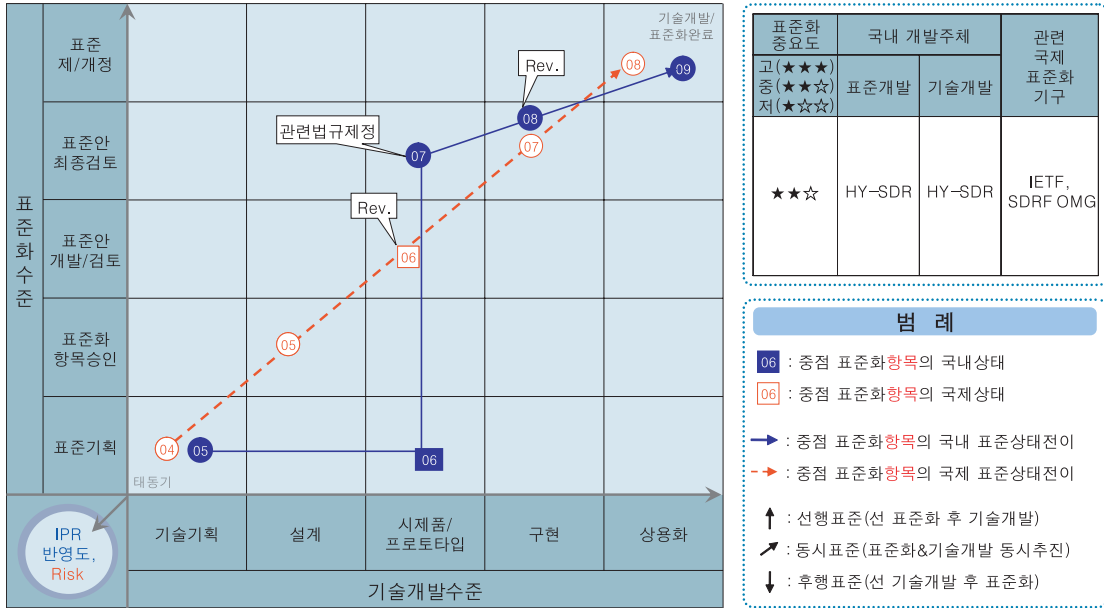 표준화수준
표준
제/개정
표준안
최종검토
표준안
개발/검토
표준화
항목승인
표준기획
기술개발/
표준화완료
08
09
Rev.
08
07
관련법규제정
07
Rev.
06
05
04
05
06
태동기
IPR
반영도,
Risk
기술기획
설계
시제품/
프로토타입
구현
상용화
기술개발수준
표준화
중요도
국내 개발주체
관련
국제
표준화
기구
고(★★★)
중(★★☆)
저(★☆☆)
표준개발
기술개발
★★☆
HY-SDR
HY-SDR
IETF,
SDRF OMG
범 례
06 : 중점 표준화항목의 국내상태
06 : 중점 표준화항목의 국제상태
: 중점 표준화항목의 국내 표준상태전이
: 중점 표준화항목의 국제 표준상태전이
: 선행표준(선 표준화 후 기술개발)
: 동시표준(표준화&기술개발 동시추진)
: 후행표준(선 기술개발 후 표준화)